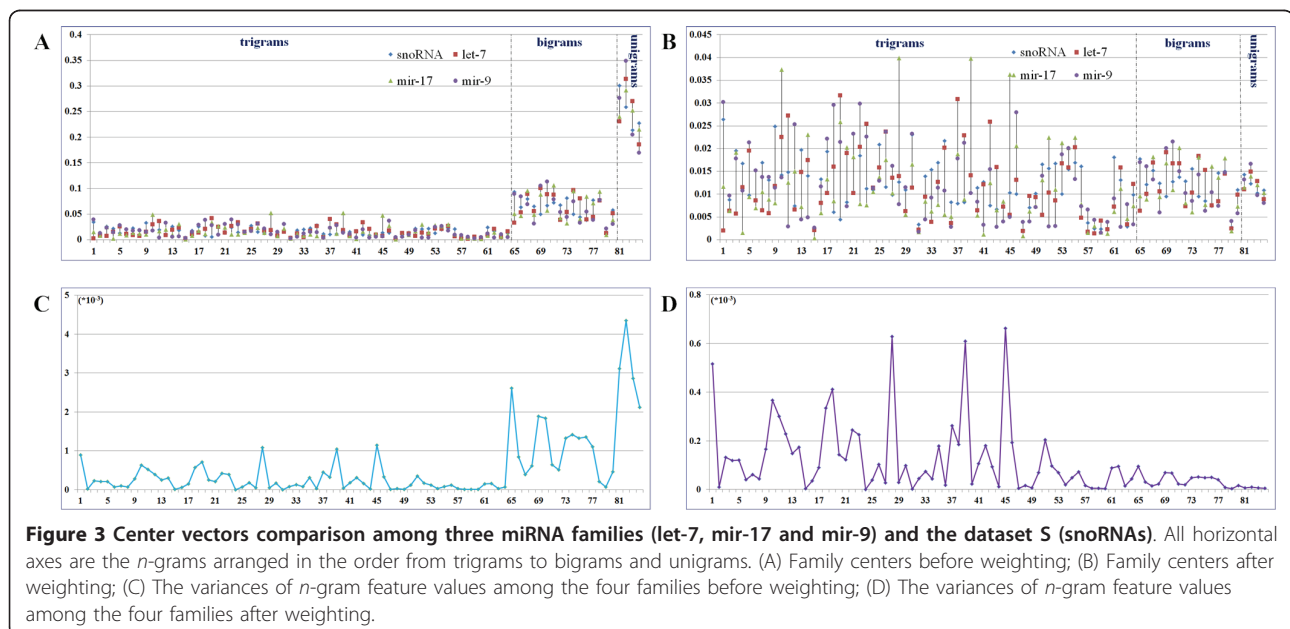 A
0.4
0.35
0.3
0.25
0.2
0.15
0.1
0.05
0
trigrams
bigrams
unigrams
snoRNA
let-7
mir-17
mir-9
1 5 9 13 17 21 25 29 33 37 41 45 49 53 57 61 65 69 73 77 81
B
0.045
0.04
0.035
0.03
0.025
0.02
0.015
0.01
0.005
0
trigrams
bigrams
unigrams
snoRNA
let-7
mir-17
mir-9
1 5 9 13 17 21 25 29 33 37 41 45 49 53 57 61 65 69 73 77 81
C
(*10⁻³)
5
4
3
2
1
0
1 5 9 13 17 21 25 29 33 37 41 45 49 53 57 61 65 69 73 77 81
D
(*10⁻³)
0.8
0.6
0.4
0.2
0
1 5 9 13 17 21 25 29 33 37 41 45 49 53 57 61 65 69 73 77 81
Figure 3 Center vectors comparison among three miRNA families (let-7, mir-17 and mir-9) and the dataset S (snoRNAs). All horizontal
axes are the n-grams arranged in the order from trigrams to bigrams and unigrams. (A) Family centers before weighting; (B) Family centers after
weighting; (C) The variances of n-gram feature values among the four families before weighting; (D) The variances of n-gram feature values
among the four families after weighting.